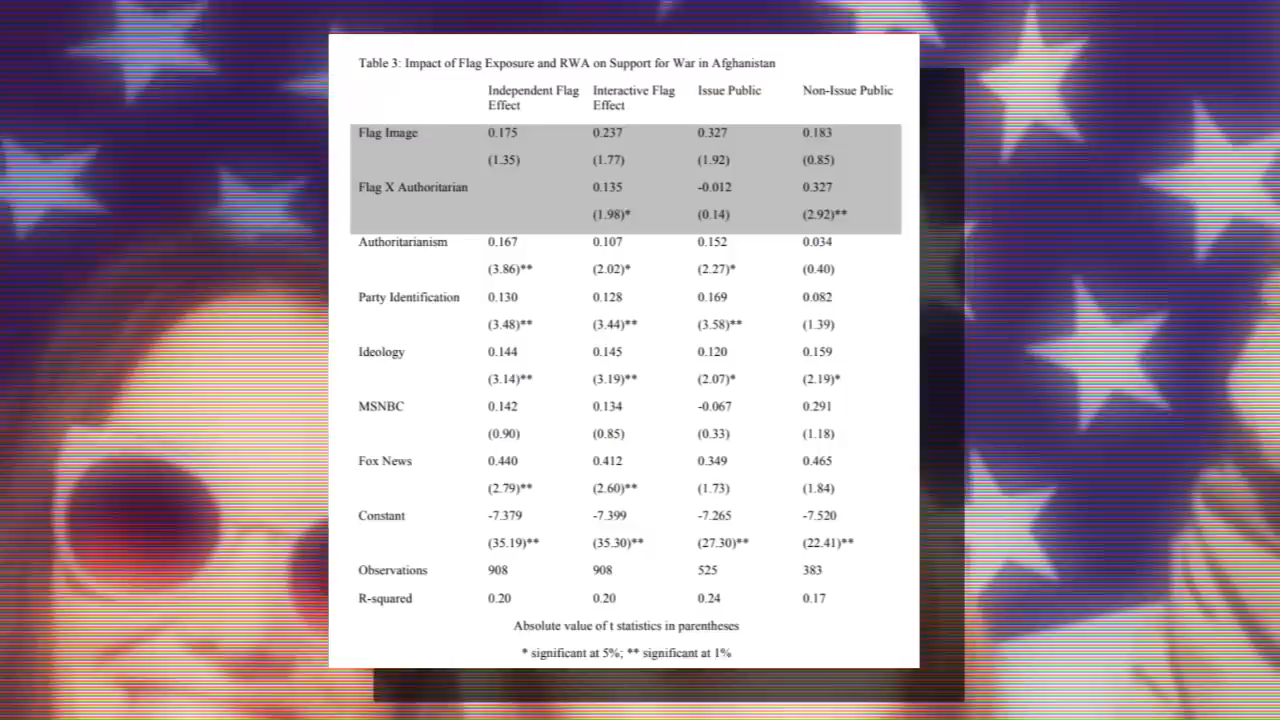 Table 3: Impact of Flag Exposure and RWA on Support for War in Afghanistan
Independent Flag Effect Interactive Flag Effect Issue Public Non-Issue Public
Flag Image 0.175 0.237 0.327 0.183
(1.35) (1.77) (1.92) (0.85)
Flag X Authoritarian 0.135 -0.012 0.327
(1.98)* (0.14) (2.92)**
Authoritarianism 0.167 0.107 0.152 0.034
(3.86)** (2.02)* (2.27)* (0.40)
Party Identification 0.130 0.128 0.169 0.082
(3.48)** (3.44)** (3.58)** (1.39)
Ideology 0.144 0.145 0.120 0.159
(3.14)** (3.19)** (2.07)* (2.19)*
MSNBC 0.142 0.134 -0.067 0.291
(0.90) (0.85) (0.33) (1.18)
Fox News 0.440 0.412 0.349 0.465
(2.79)** (2.60)** (1.73) (1.84)
Constant -7.379 -7.399 -7.265 -7.520
(35.19)** (35.30)** (27.30)** (22.41)**
Observations 908 908 525 383
R-squared 0.20 0.20 0.24 0.17
Absolute value of t statistics in parentheses
* significant at 5%; ** significant at 1%